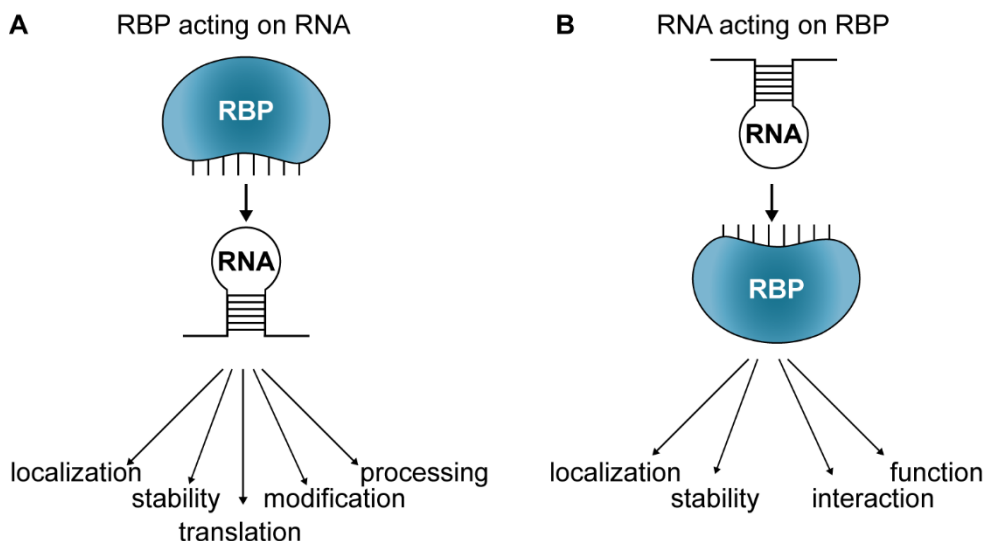 A RBP acting on RNA
RBP
RNA
localization
processing
stability
modification
translation
B RNA acting on RBP
RNA
RBP
localization
function
stability
interaction